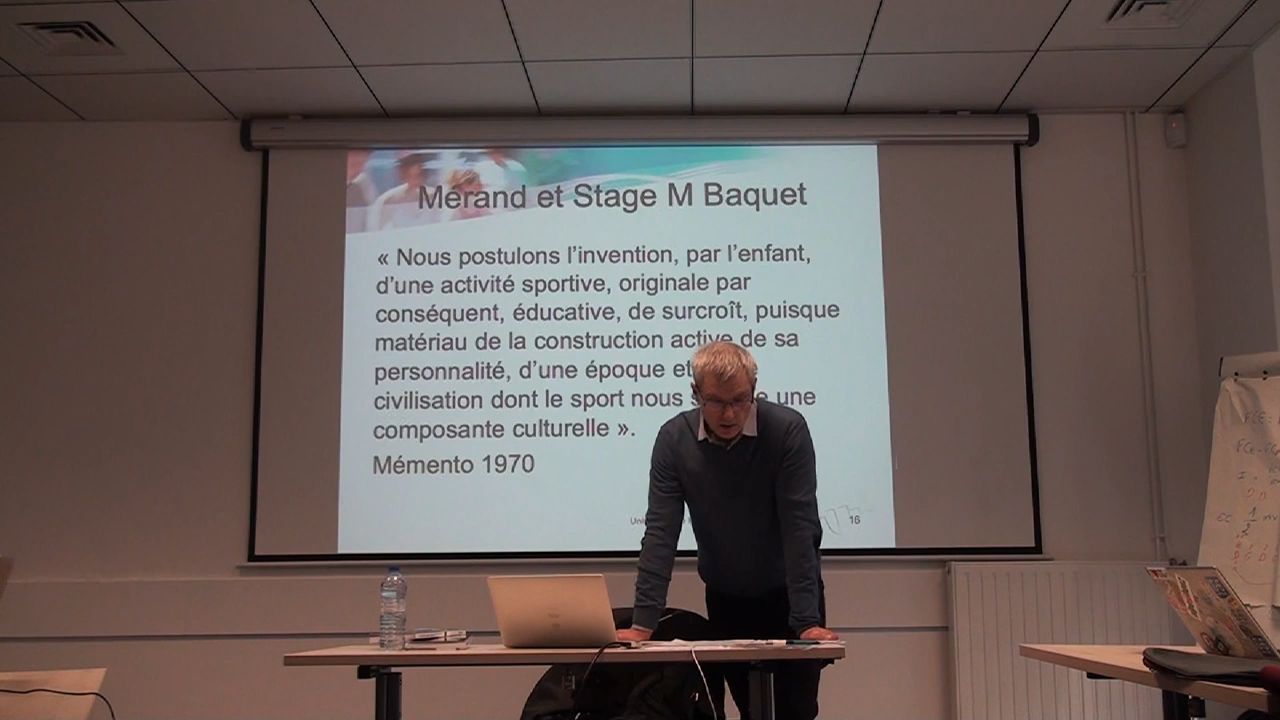 Mérand et Stage M Baquet
« Nous postulons l'invention, par l'enfant,
d'une activité sportive, originale par
conséquent, éducative, de surcroît, puisque
matériau de la construction active de sa
personnalité, d'une époque et
civilisation dont le sport nous une
composante culturelle ».
Mémento 1970
16